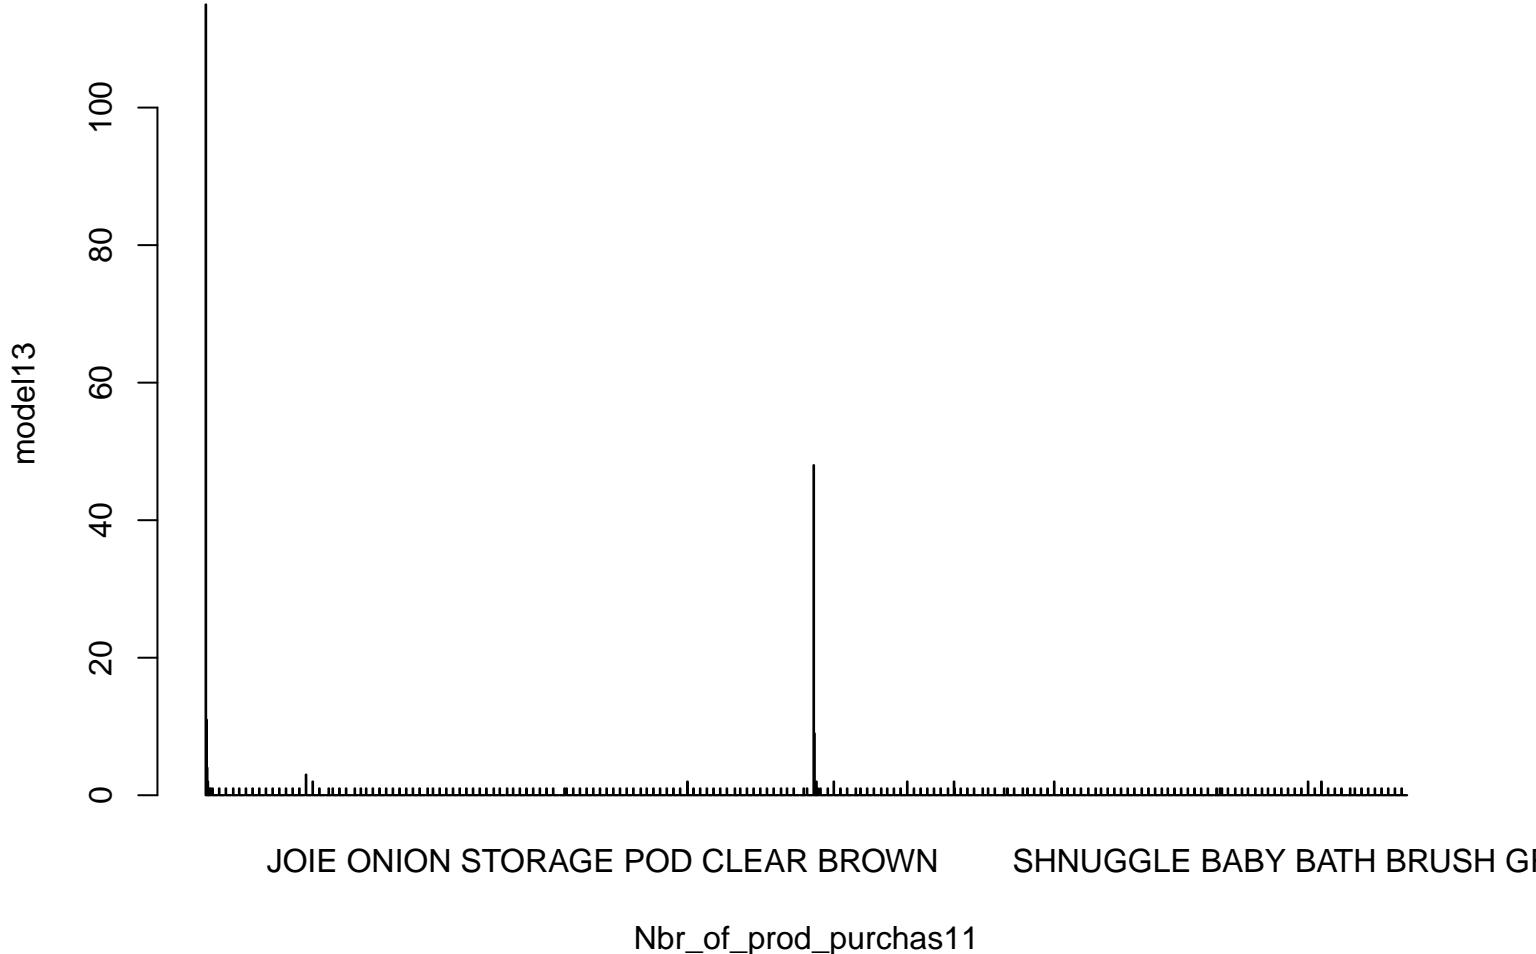 model13
100
80
60
40
20
0
JOIE ONION STORAGE POD CLEAR BROWN
SHNUGGLE BABY BATH BRUSH
Nbr_of_prod_purchas11